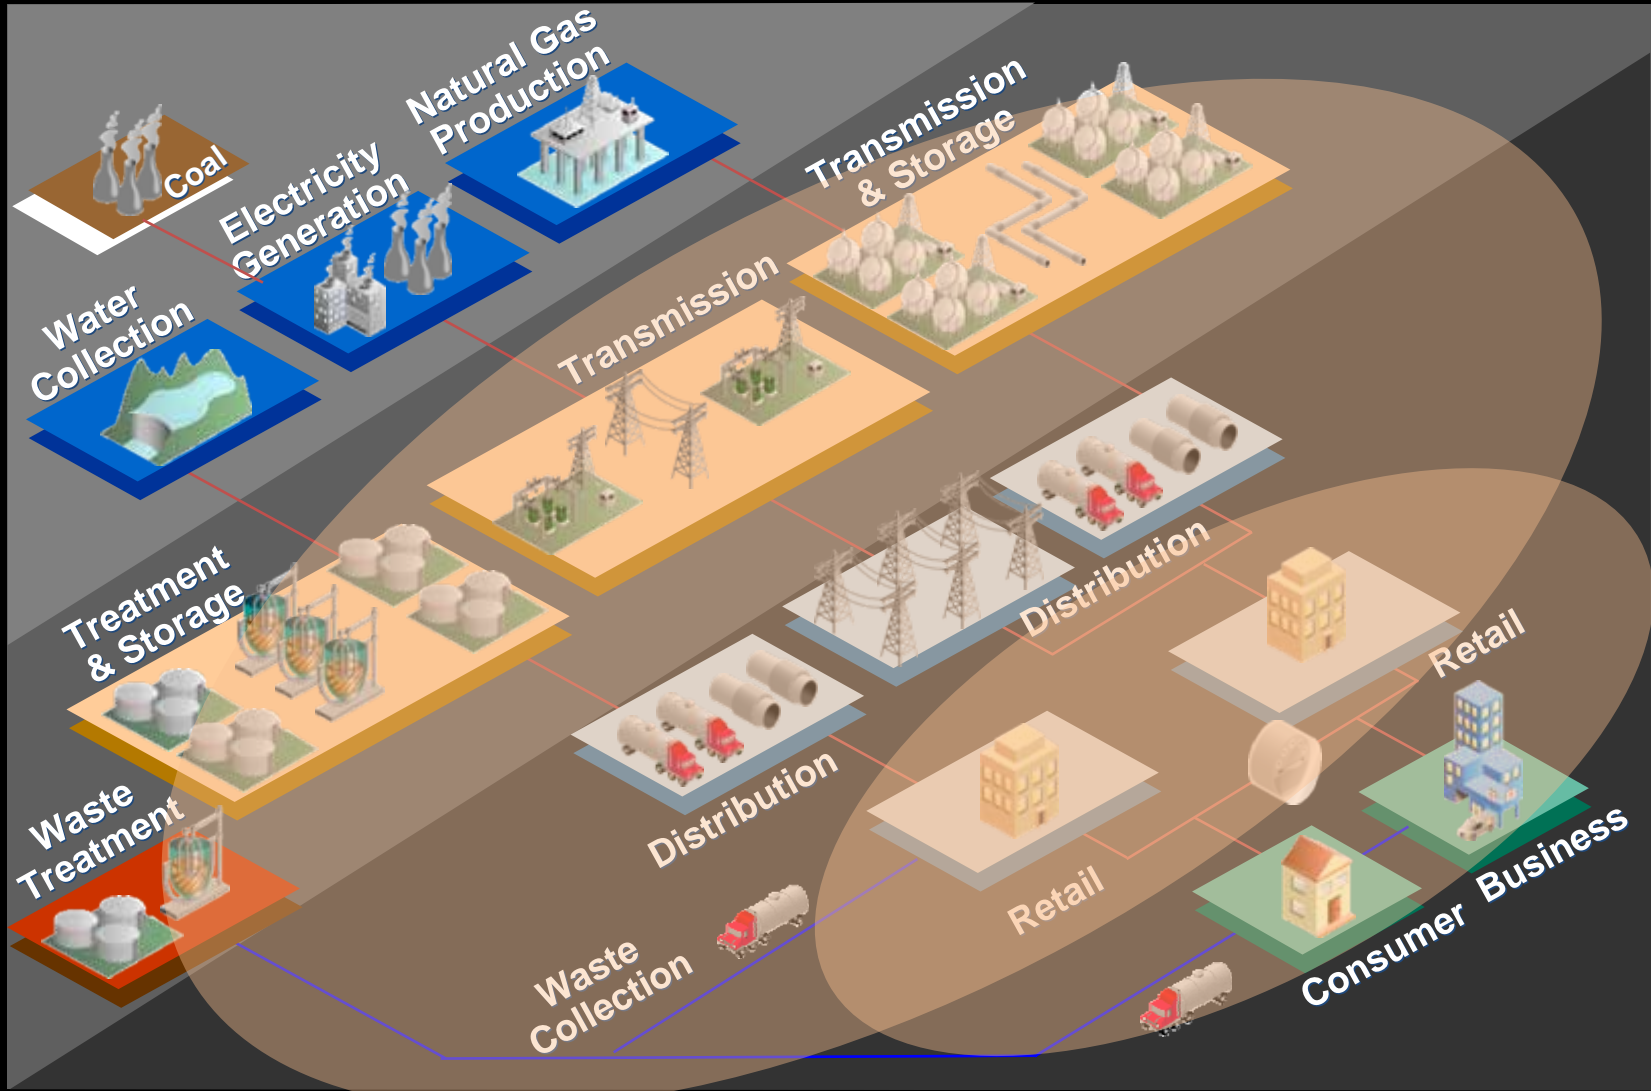 Natural Gas
Production
Transmission
& Storage
Coal
Electricity
Generation
Transmission
Water
Collection
Treatment
& Storage
Distribution
Retail
Distribution
Waste
Treatment
Retail
Business
Consumer
Waste
Collection